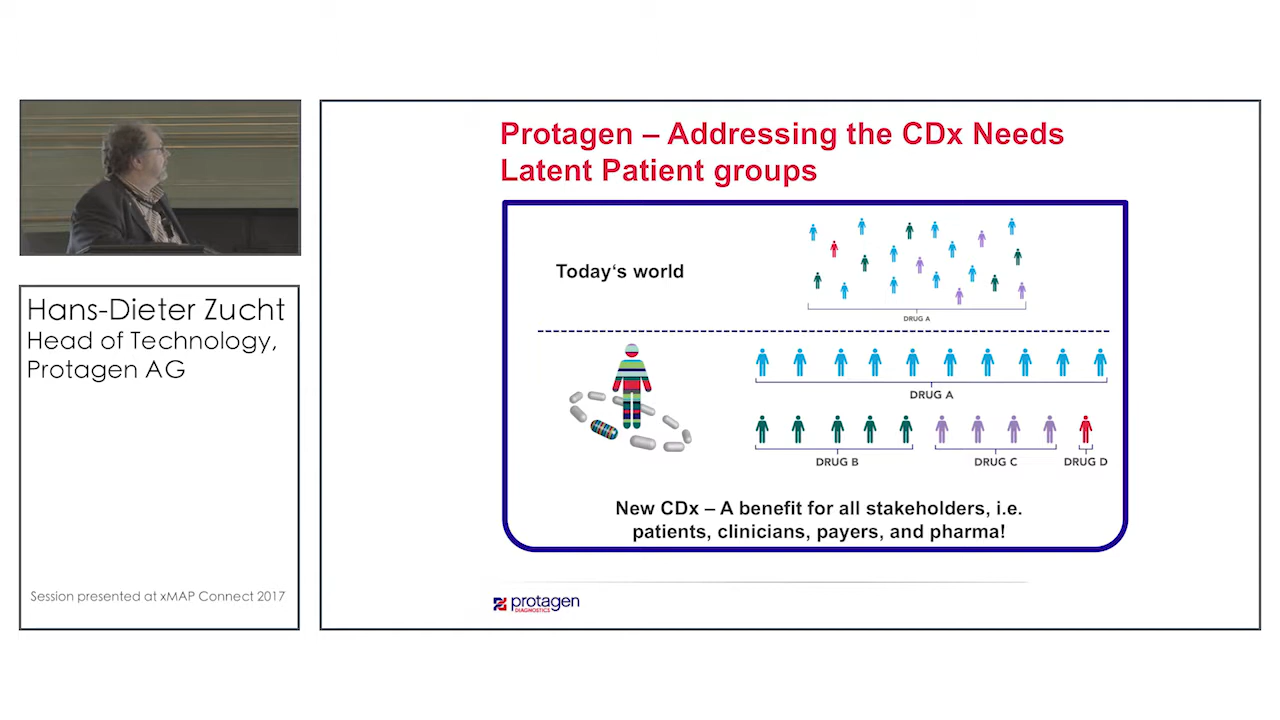 Protagen – Addressing the CDx Needs
Latent Patient groups
Today‘s world
DRUG A
DRUG A
DRUG B
DRUG C
DRUG D
New CDx – A benefit for all stakeholders, i.e.
patients, clinicians, payers, and pharma!
protagen
DIAGNOSTICS
Hans-Dieter Zucht
Head of Technology,
Protagen AG
Session presented at xMAP Connect 2017